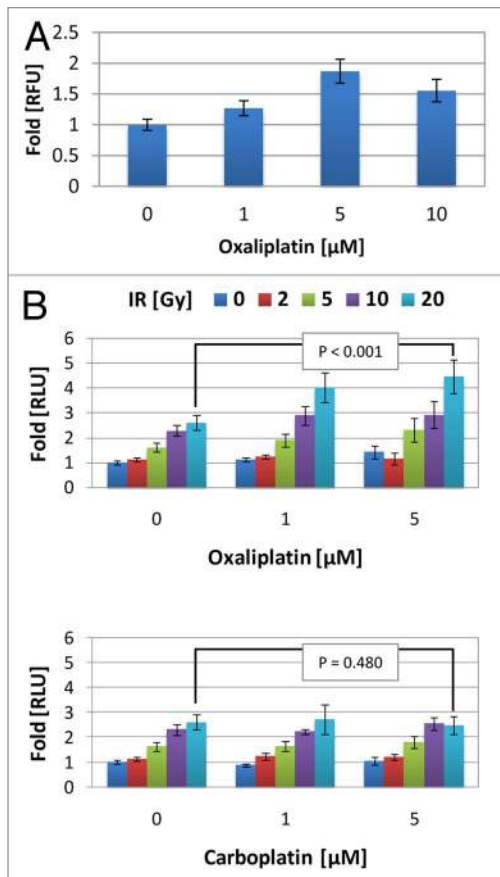 A
Fold [RFU]
2.5
2
1.5
1
0.5
0
0 1 5 10
Oxaliplatin [µM]
B
IR [Gy] 0 2 5 10 20
Fold [RLU]
6
5
4
3
2
1
0
P < 0.001
0 1 5
Oxaliplatin [µM]
Fold [RLU]
6
5
4
3
2
1
0
P = 0.480
0 1 5
Carboplatin [µM]